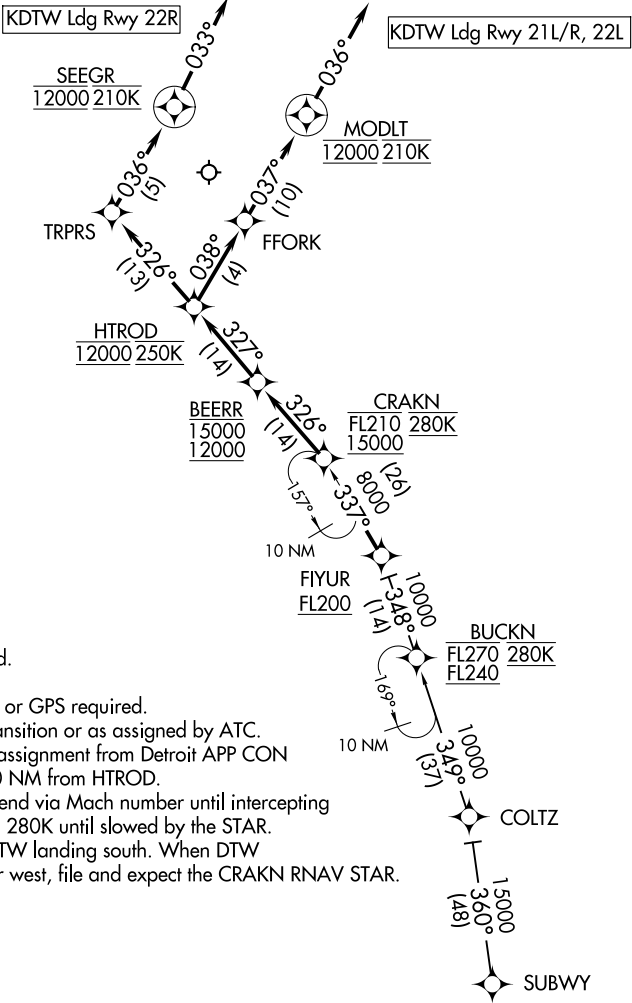 KDTW Ldg Rwy 22R
033°
036°
KDTW Ldg Rwy 21L/R, 22L
SEEGR
12000 210K
MODLT
12000 210K
036°
(5)
037°
(10)
TRPRS
FFORK
326°
(13)
038°
(4)
HTROD
12000 250K
327°
(14)
BEERR
15000
12000
326°
(14)
CRAKN
FL210 280K
15000
(26)
8000
337°
157°
10 NM
FIYUR
FL200
10000
348°
(14)
BUCKN
FL270 280K
FL240
169°
10 NM
10000
349°
(37)
COLTZ
15000
360°
(48)
SUBWY
d.
or GPS required.
ansition or as assigned by ATC.
assignment from Detroit APP CON
0 NM from HTROD.
end via Mach number until intercepting
280K until slowed by the STAR.
TW landing south. When DTW
r west, file and expect the CRAKN RNAV STAR.